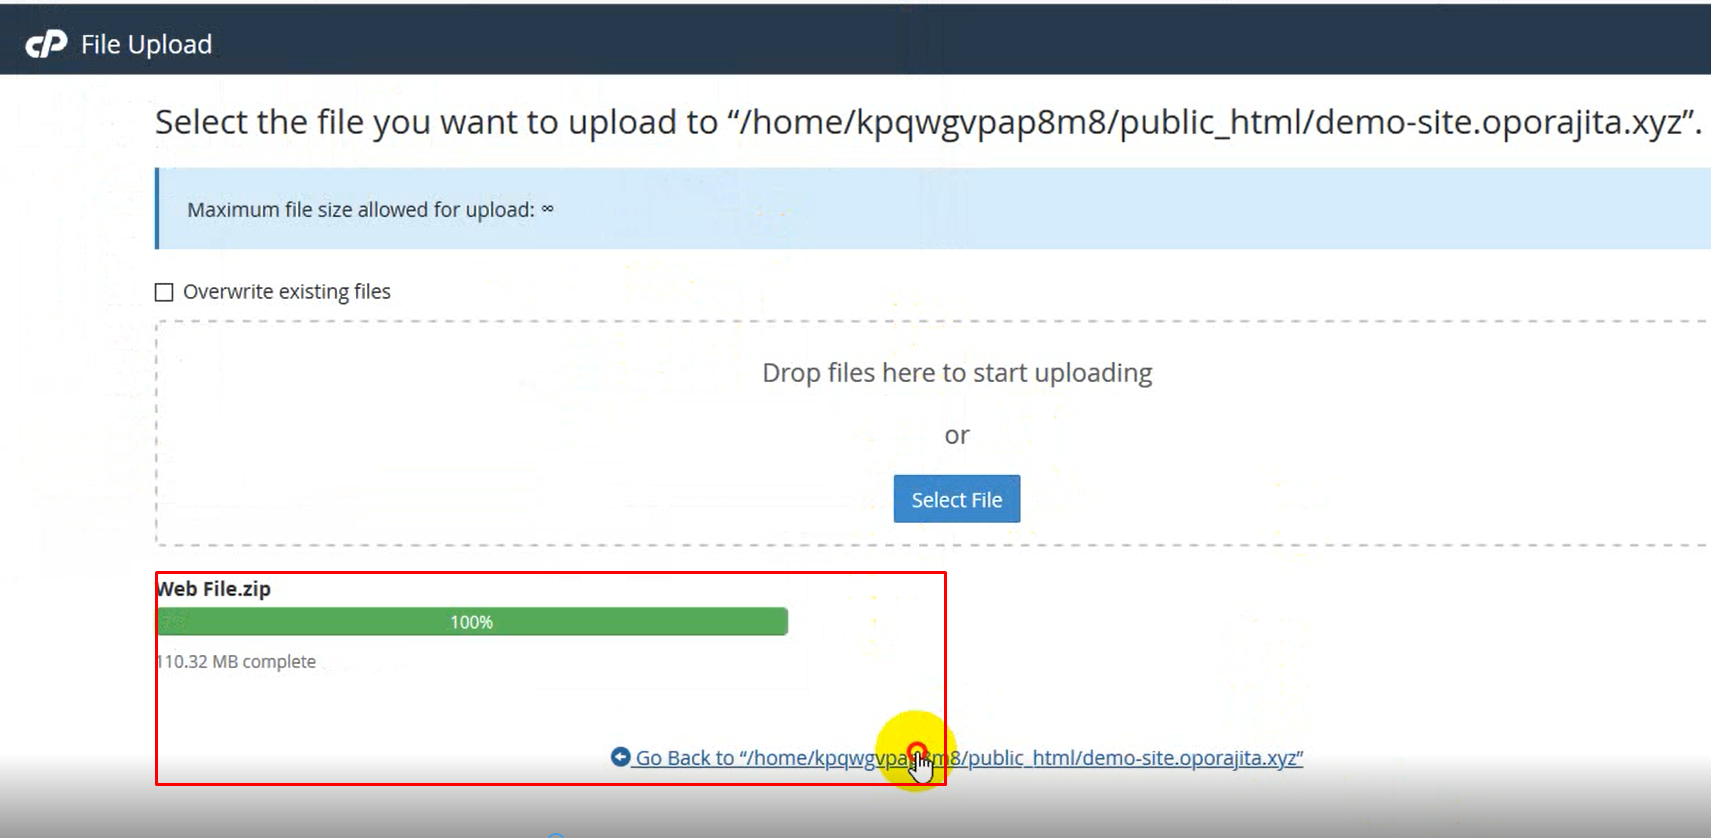 cP File Upload
Select the file you want to upload to “/home/kpqwgvpap8m8/public_html/demo-site.oporajita.xyz”.
Maximum file size allowed for upload: ∞
Overwrite existing files
Drop files here to start uploading
or
Select File
Web File.zip
100%
110.32 MB complete
Go Back to “/home/kpqwgvpap8m8/public_html/demo-site.oporajita.xyz”